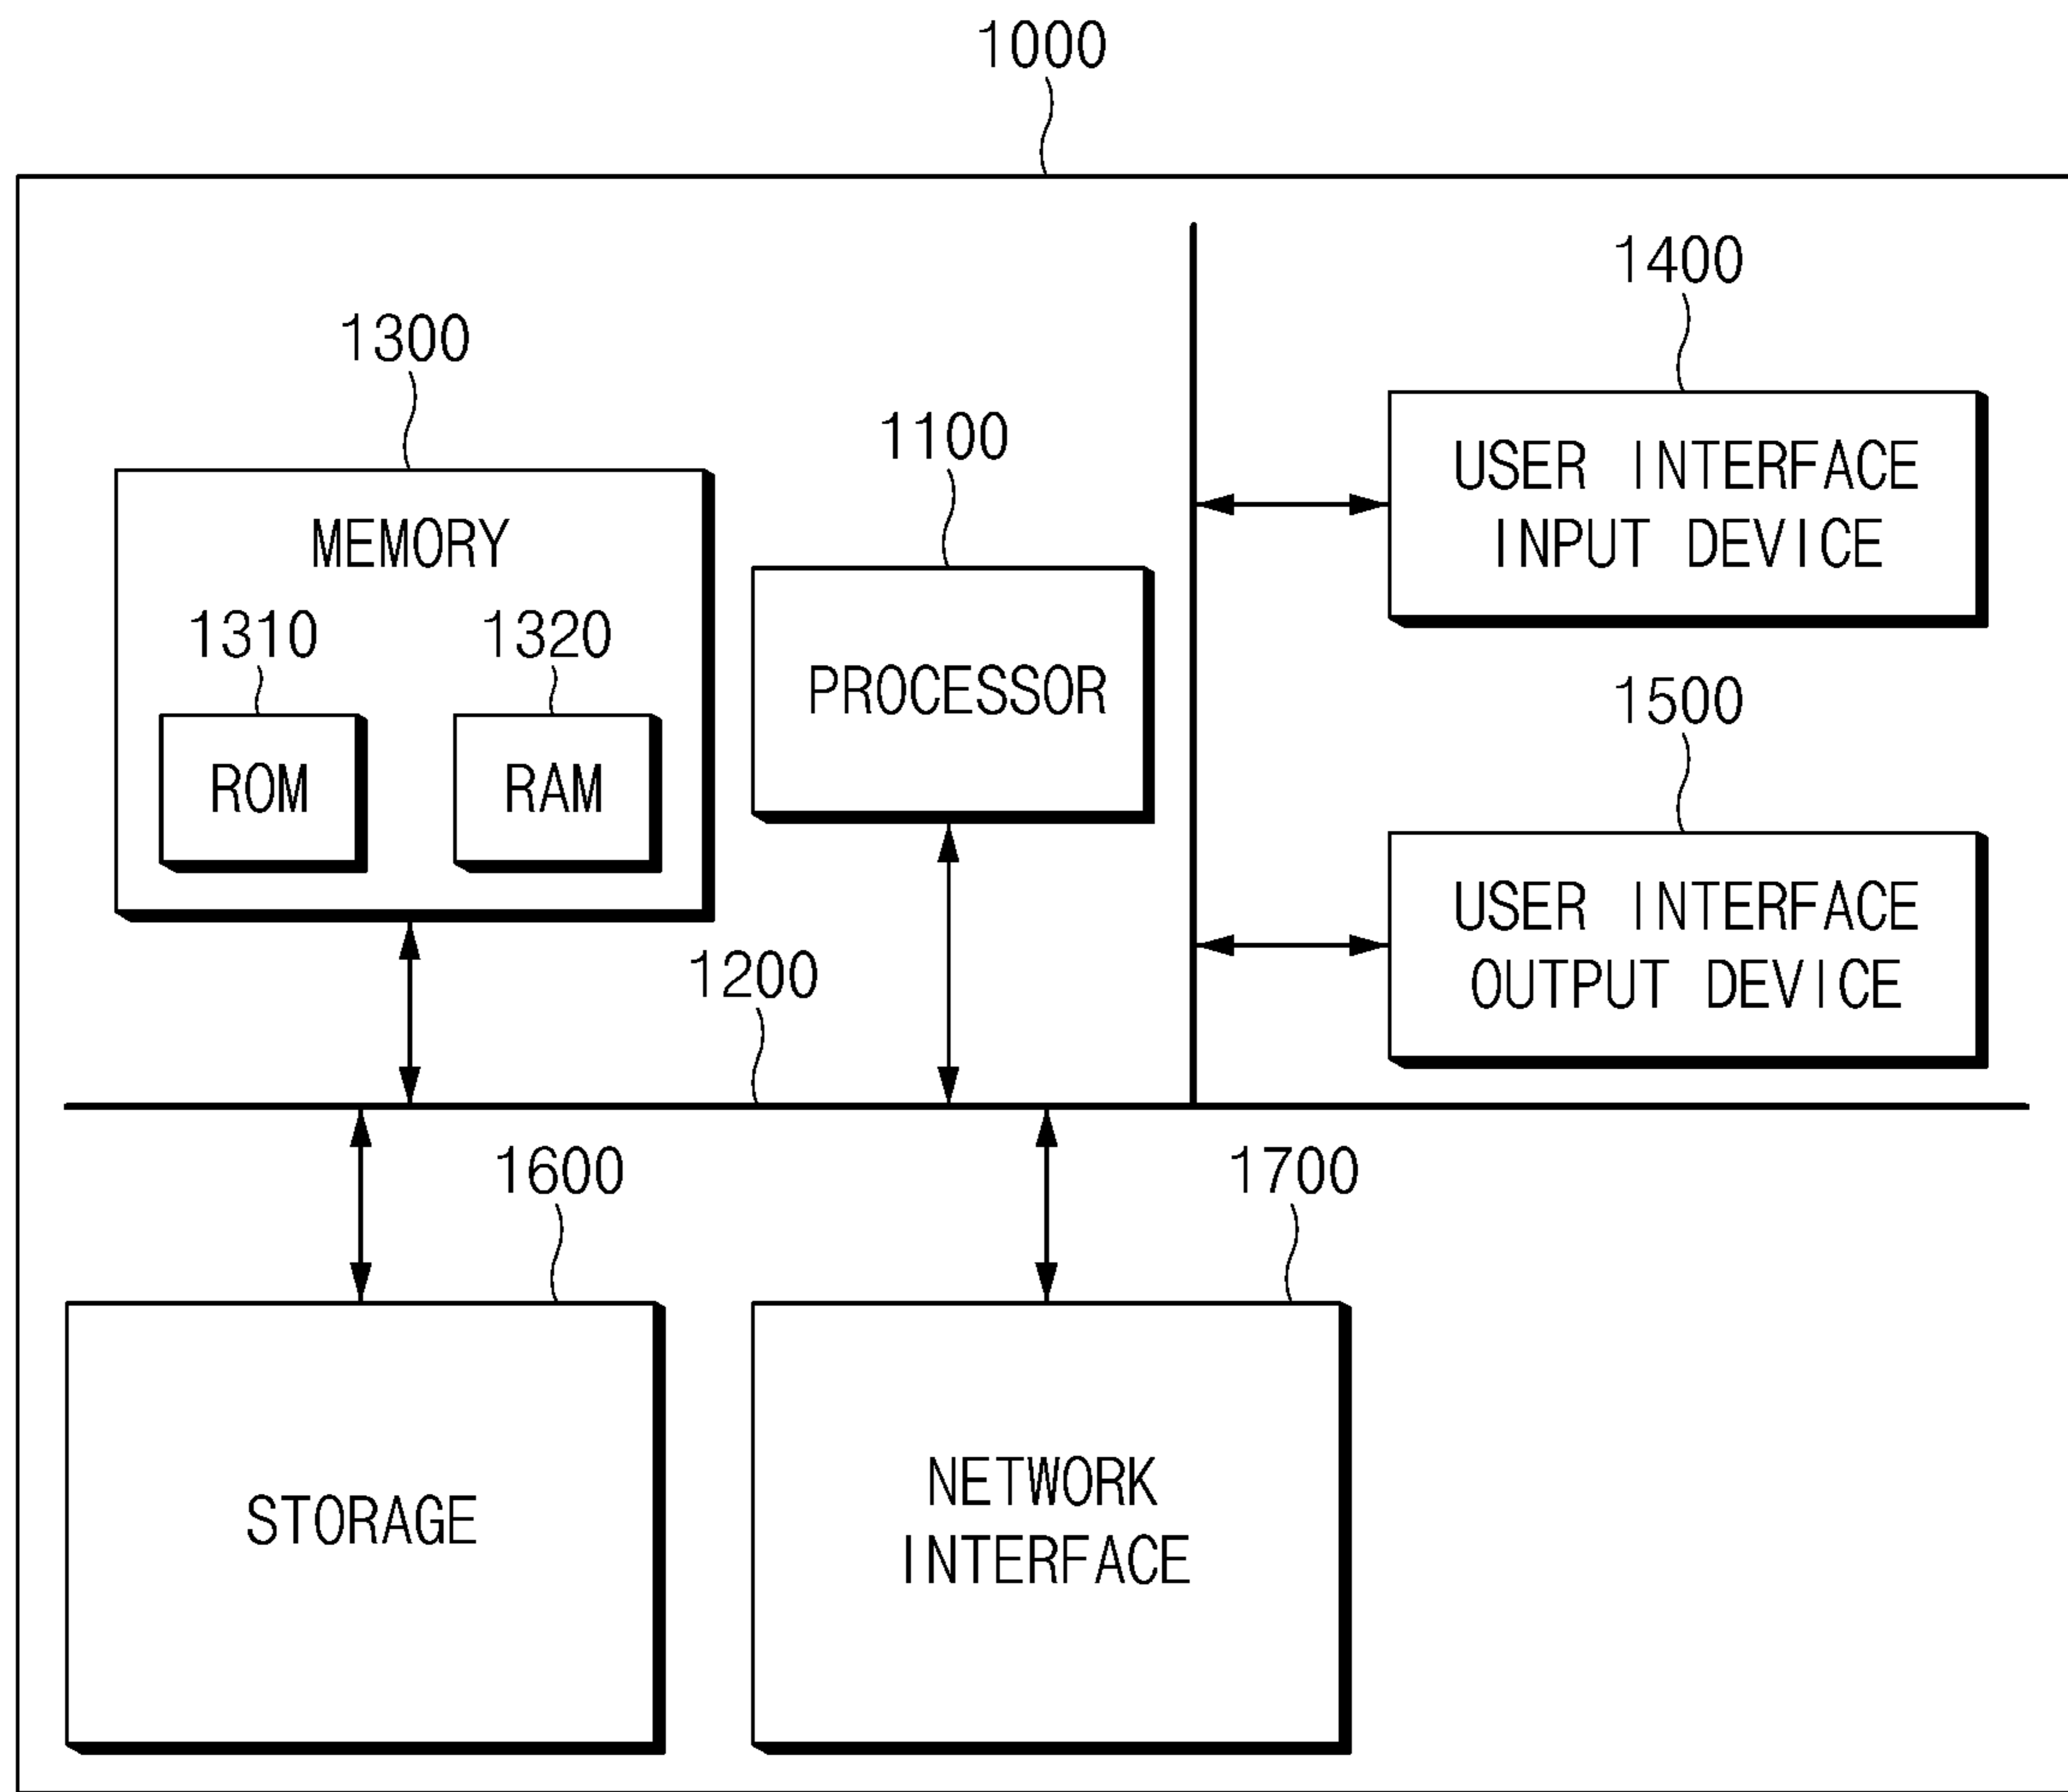 1000
1400
1300
1100
USER INTERFACE
INPUT DEVICE
MEMORY
1310
1320
PROCESSOR
1500
ROM
RAM
USER INTERFACE
OUTPUT DEVICE
1200
1600
1700
STORAGE
NETWORK
INTERFACE